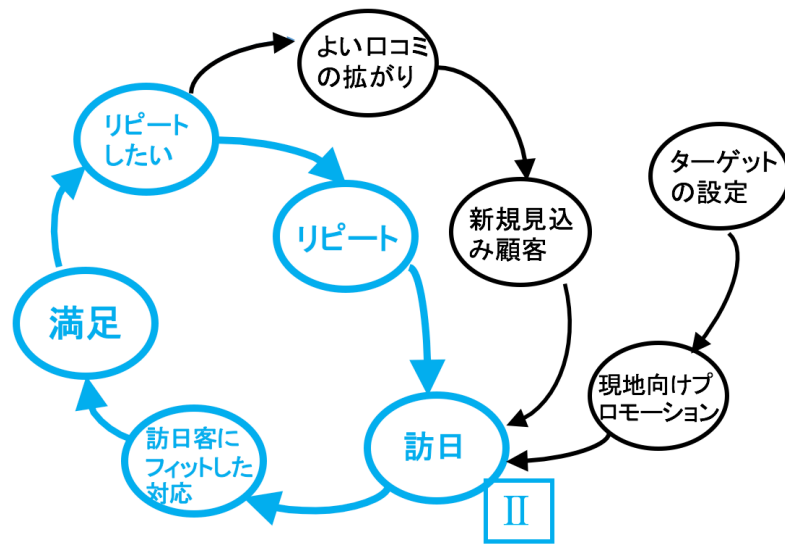 よい口コミ
の拡がり
リピート
したい
ターゲット
の設定
リピート
新規見込
み顧客
満足
現地向けプ
ロモーション
訪日客に
フィットした
対応
訪日
Ⅱ